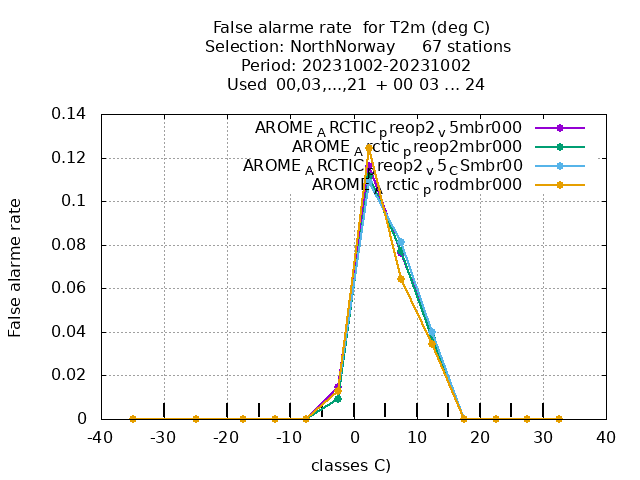 False alarme rate for T2m (deg C)
Selection: NorthNorway 67 stations
Period: 20231002-20231002
Used 00,03,...,21 + 00 03 ... 24
0.14
0.12
0.1
0.08
0.06
0.04
0.02
0
False alarme rate
AROME_ARCTIC_preop2_v5mbr000
AROME_Arctic_preop2mbr000
AROME_ARCTIC_preop2_v5_CSmbr00
AROME_Arctic_prodmbr000
-40 -30 -20 -10 0 10 20 30 40
classes C)